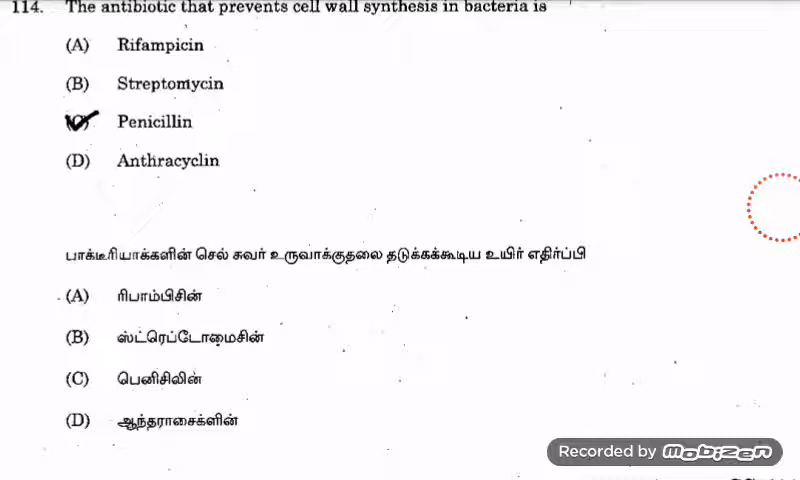 114. The antibiotic that prevents cell wall synthesis in bacteria is
(A) Rifampicin
(B) Streptomycin
(C) Penicillin
(D) Anthracyclin
பாக்டீரியாக்களின் செல் சுவர் உருவாக்குதலை தடுக்கக்கூடிய உயிர் எதிர்ப்பி
(A) ரிபாம்பிசின்
(B) ஸ்ட்ரெப்டோமைசின்
(C) பெனிசிலின்
(D) ஆந்தராசைக்ளின்
Recorded by mobizen